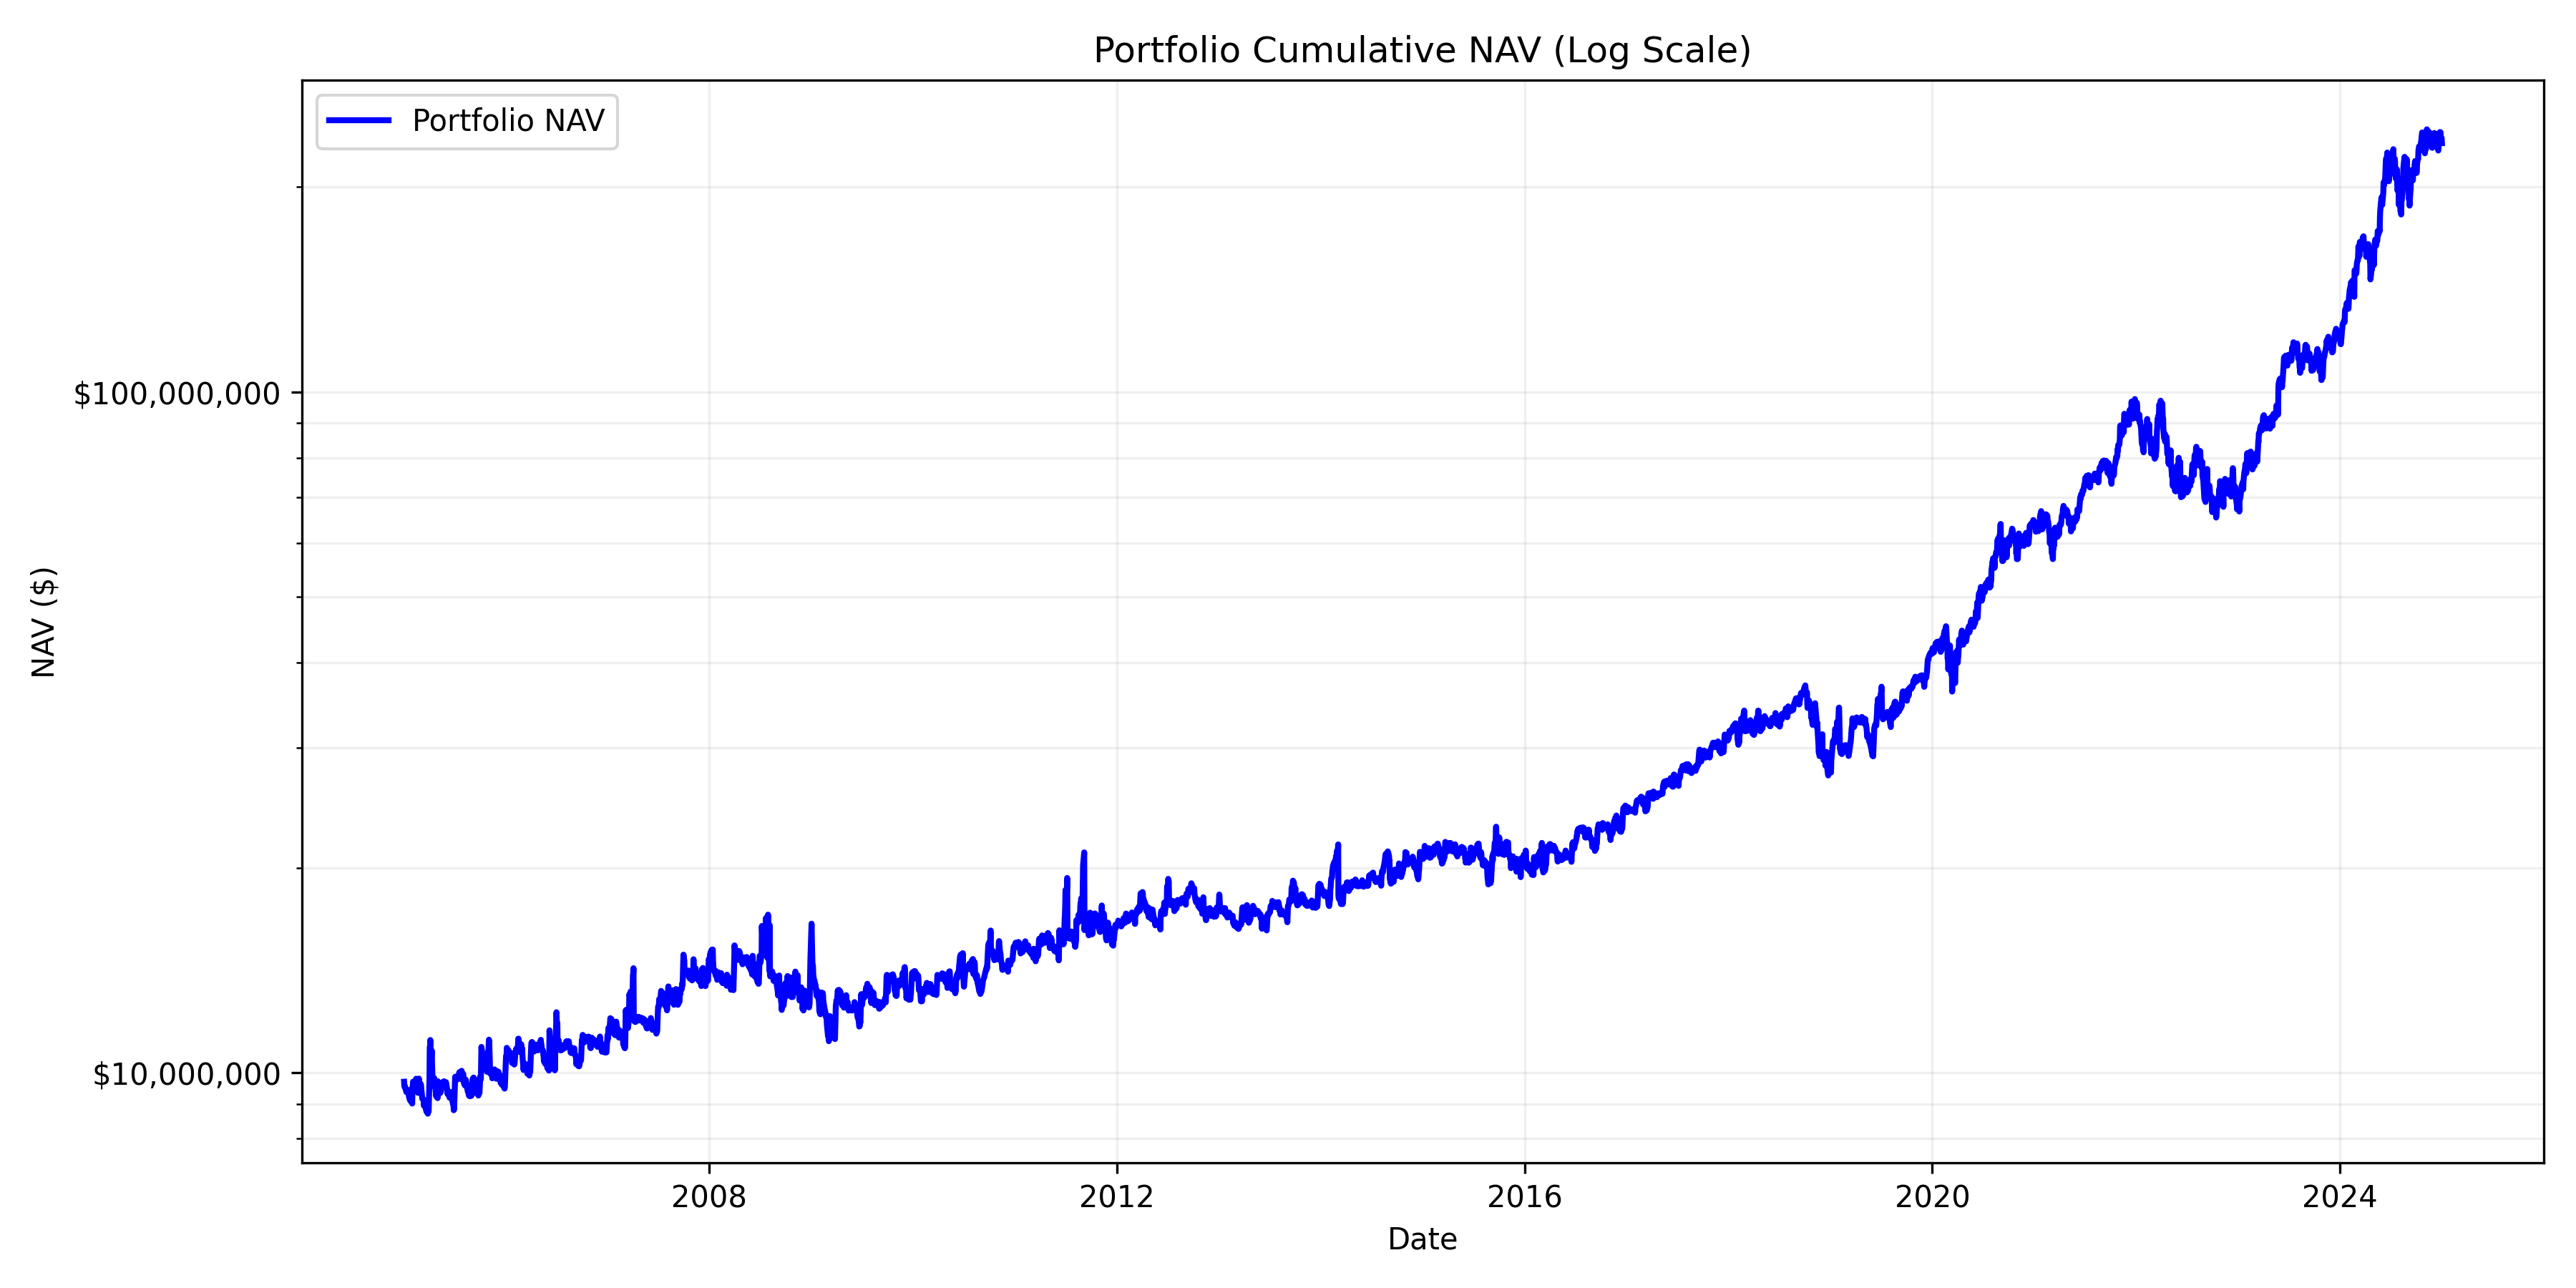 Portfolio Cumulative NAV (Log Scale)
Portfolio NAV
$100,000,000
NAV ($)
$10,000,000
2008 2012 2016 2020 2024
Date